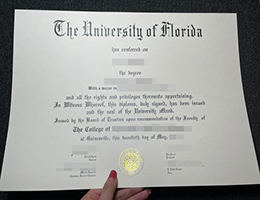 The University of Florida
has conferred on
the degree
With a major in
and all the rights and privileges thereunto appertaining.
In Witness Whereof, this diploma, duly signed, has been issued
and the seal of the University affixed.
Issued by the Board of Trustees upon recommendation of the Faculty of
The College of
at Gainesville, this twentieth day of May,